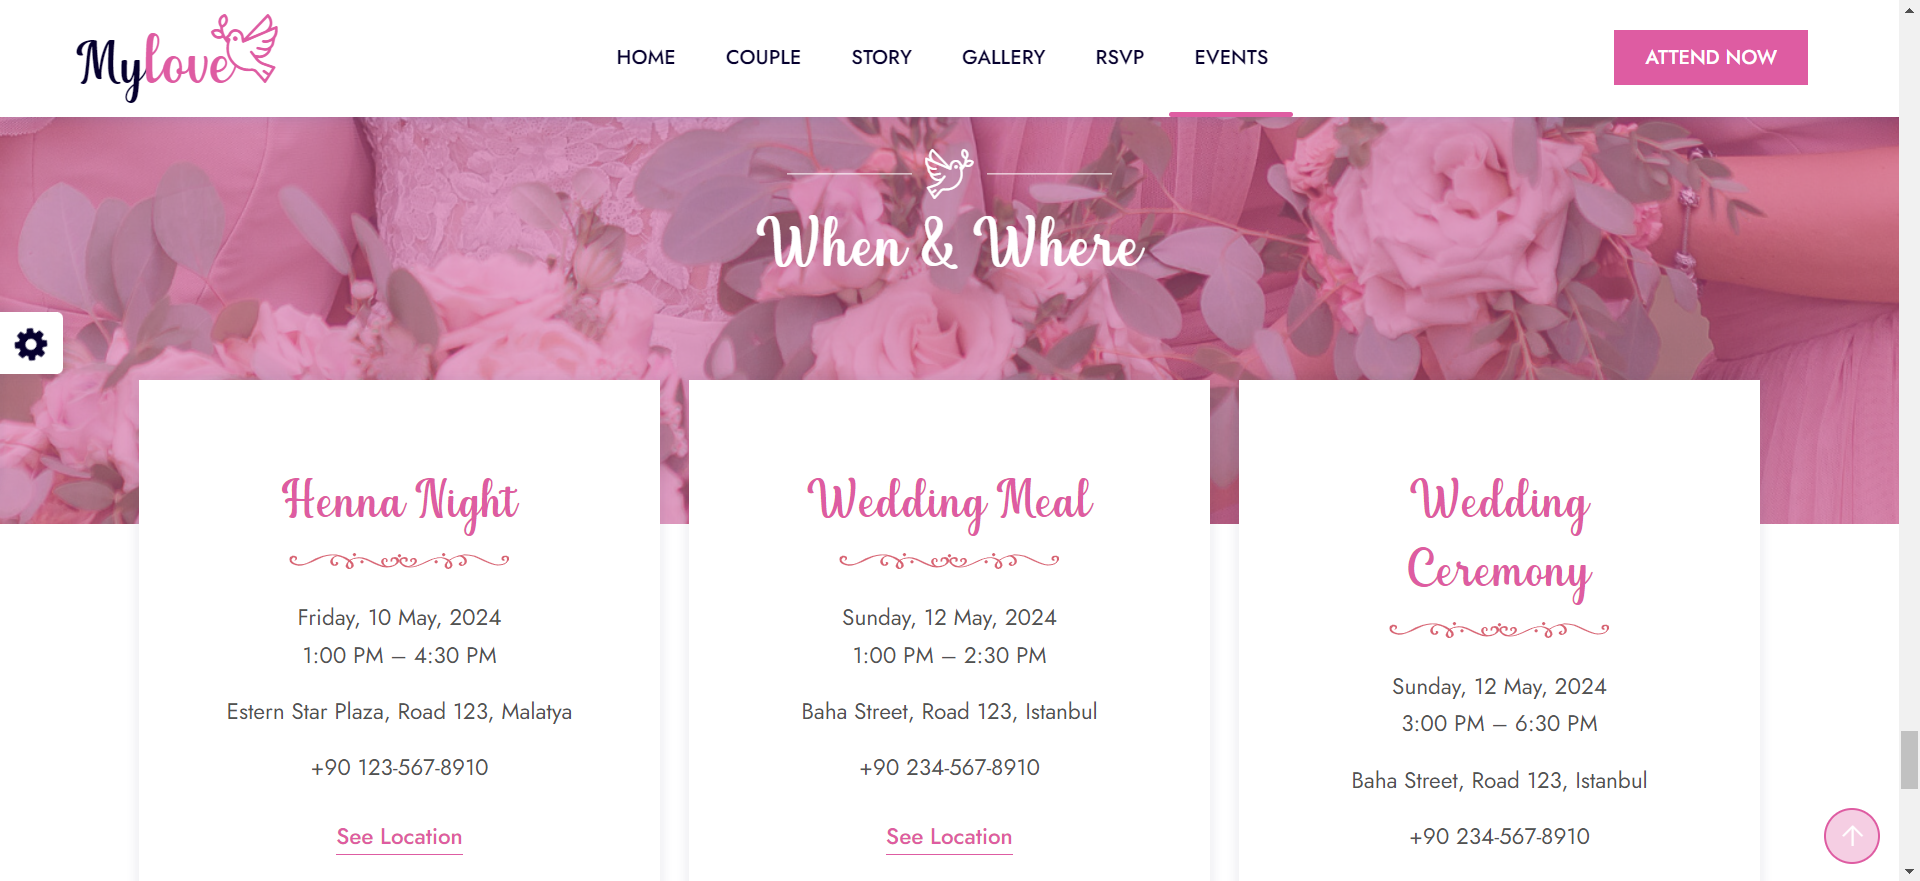 Mylove
HOME
COUPLE
STORY
GALLERY
RSVP
EVENTS
ATTEND NOW
When & Where
Henna Night
Friday, 10 May, 2024
1:00 PM – 4:30 PM
Estern Star Plaza, Road 123, Malatya
+90 123-567-8910
See Location
Wedding Meal
Sunday, 12 May, 2024
1:00 PM – 2:30 PM
Baha Street, Road 123, Istanbul
+90 234-567-8910
See Location
Wedding
Ceremony
Sunday, 12 May, 2024
3:00 PM – 6:30 PM
Baha Street, Road 123, Istanbul
+90 234-567-8910